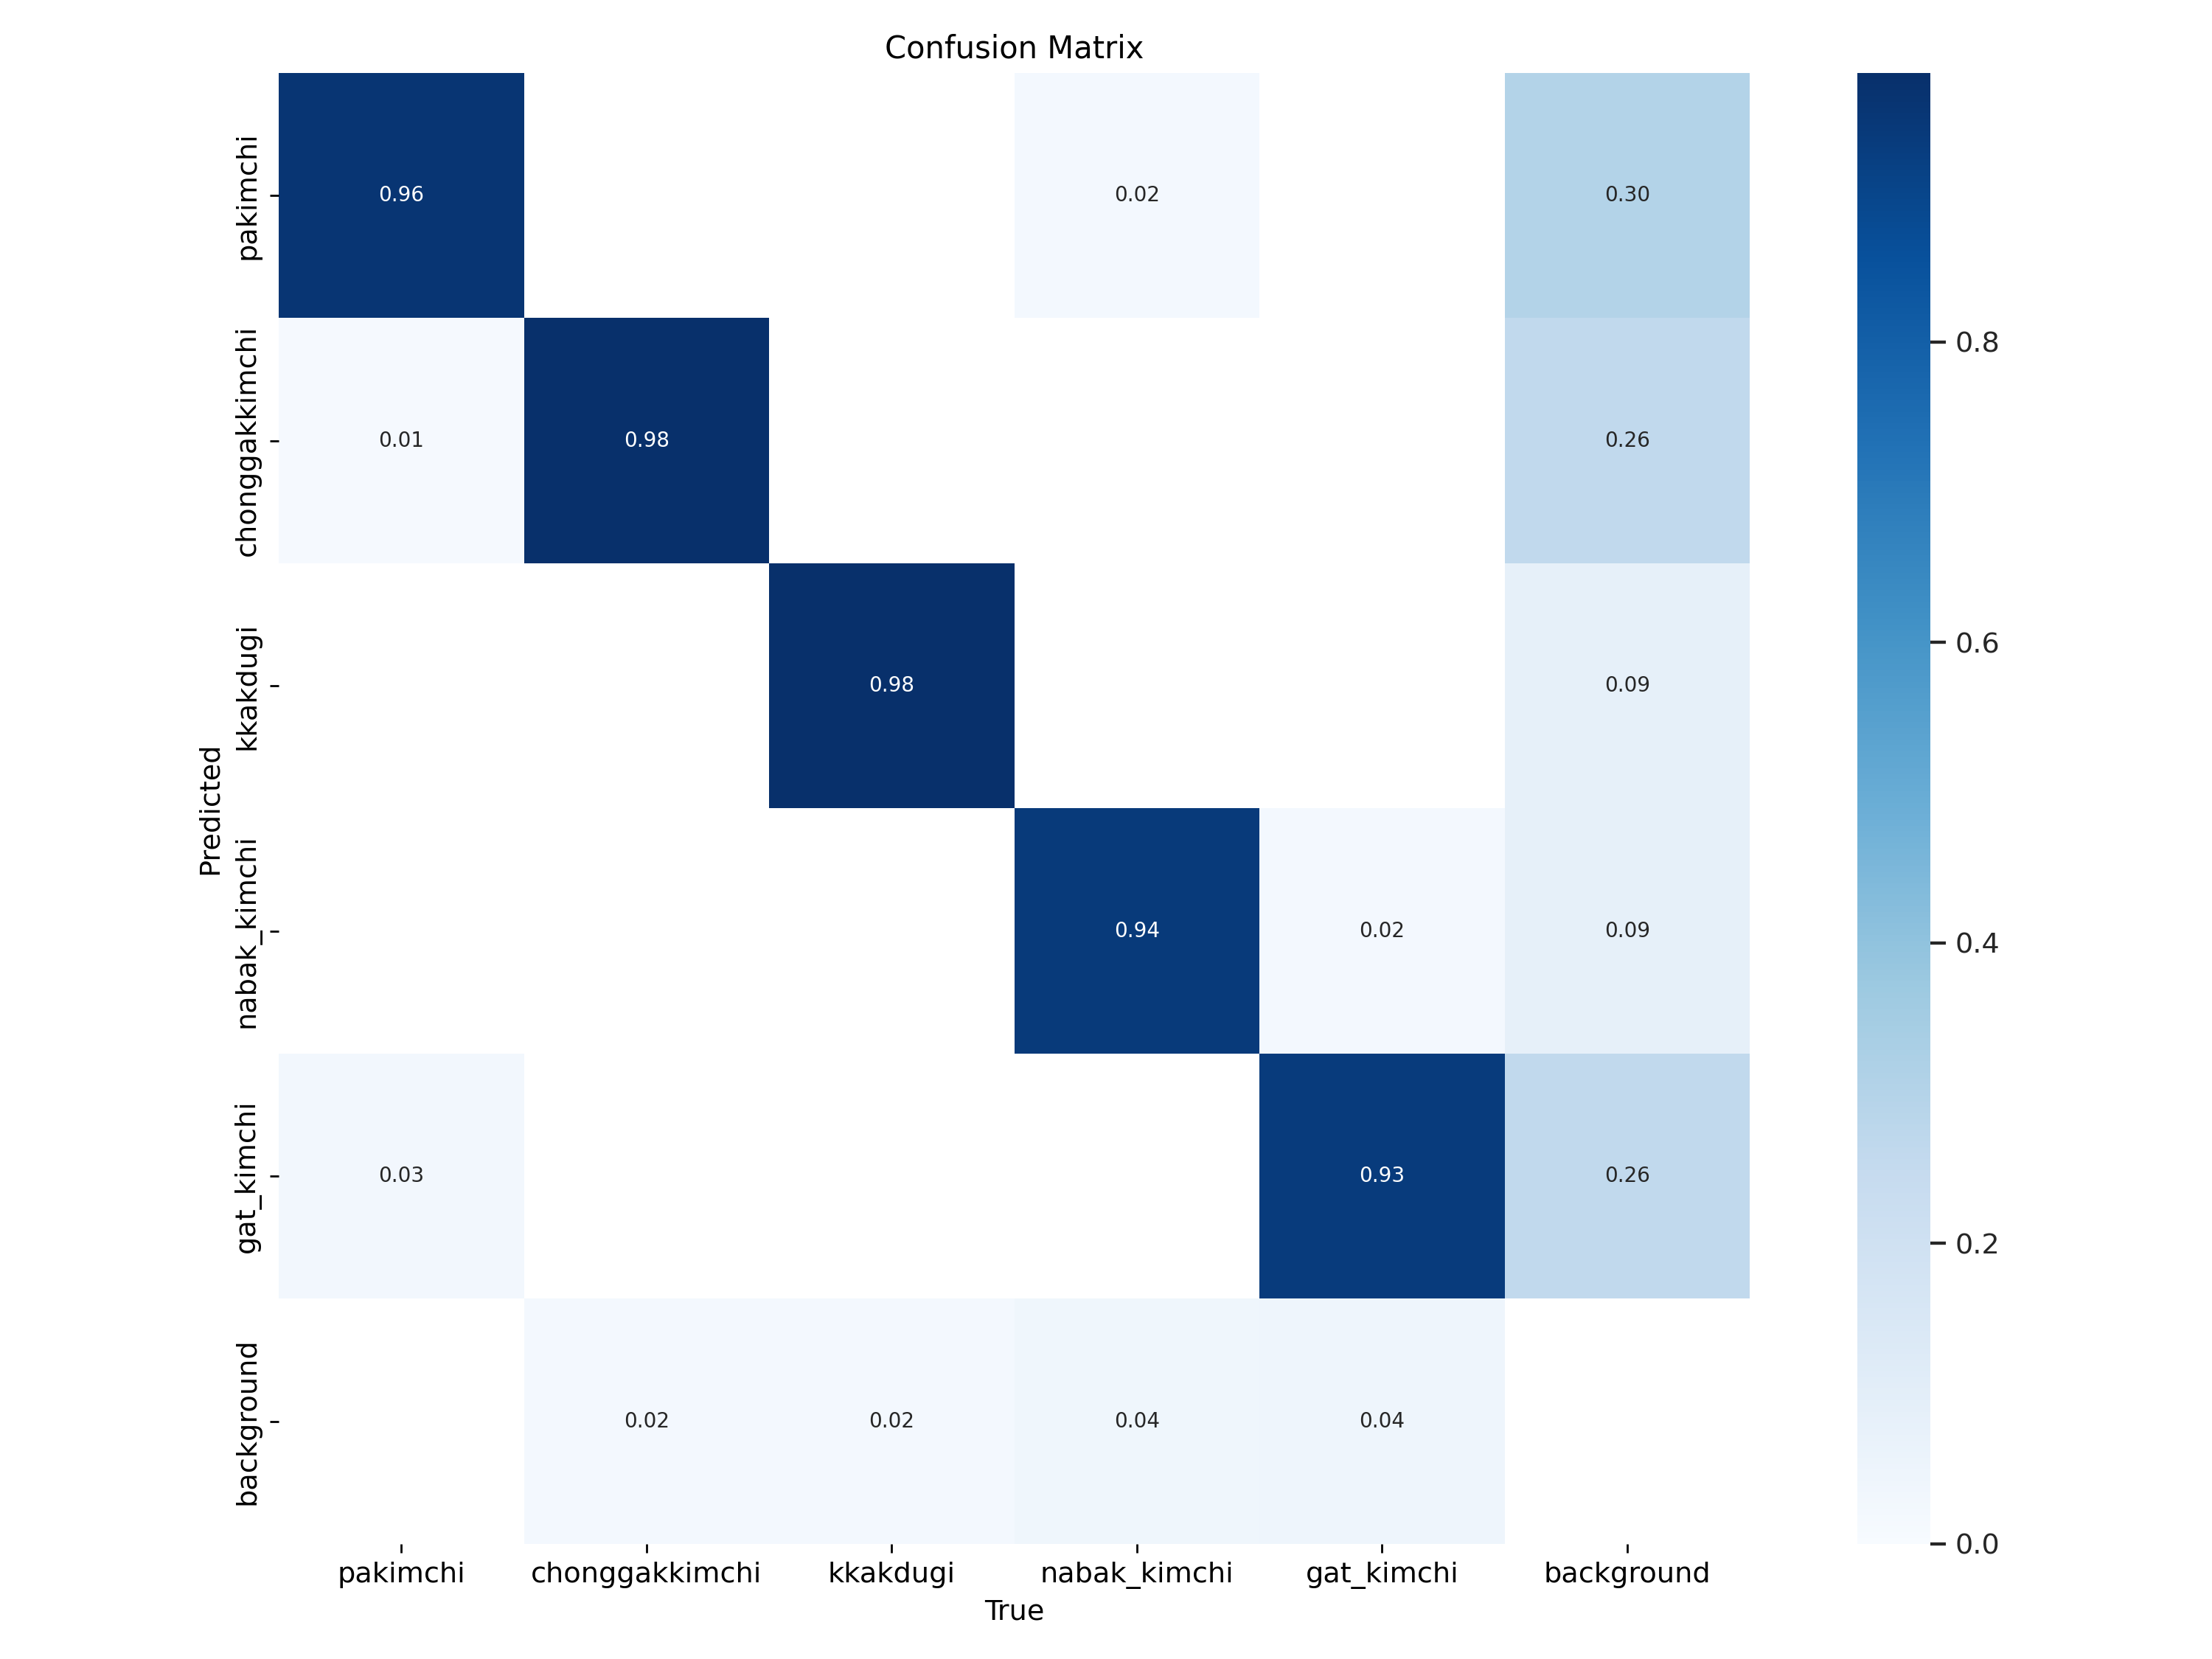 Confusion Matrix
pakimchi
0.96
0.02
0.30
chonggakkimchi
0.01
0.98
0.26
0.8
kkakdugi
0.98
0.09
0.6
Predicted
nabak_kimchi
0.94
0.02
0.09
0.4
gat_kimchi
0.03
0.93
0.26
0.2
background
0.02
0.02
0.04
0.04
0.0
pakimchi
chonggakkimchi
kkakdugi
nabak_kimchi
gat_kimchi
background
True